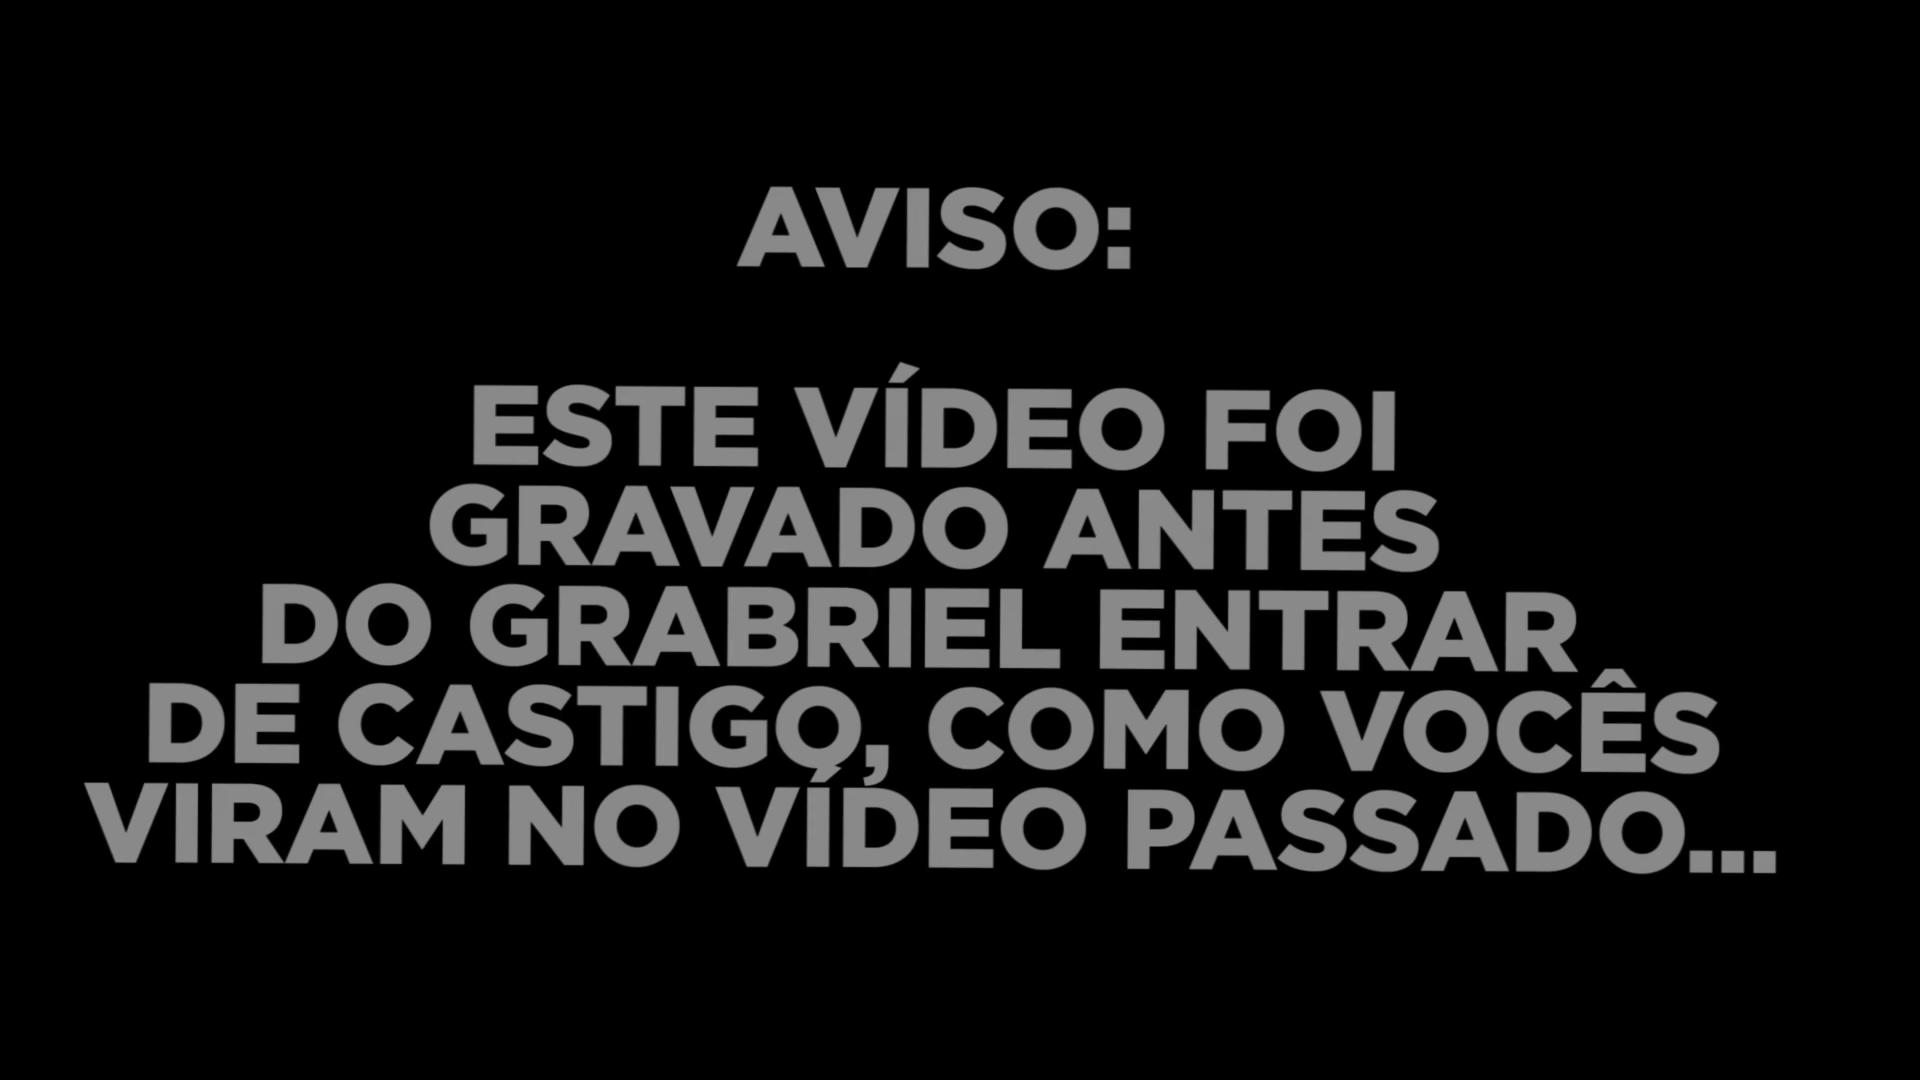 AVISO:
ESTE VÍDEO FOI
GRAVADO ANTES
DO GRABRIEL ENTRAR
DE CASTIGO, COMO VOCÊS
VIRAM NO VÍDEO PASSADO...